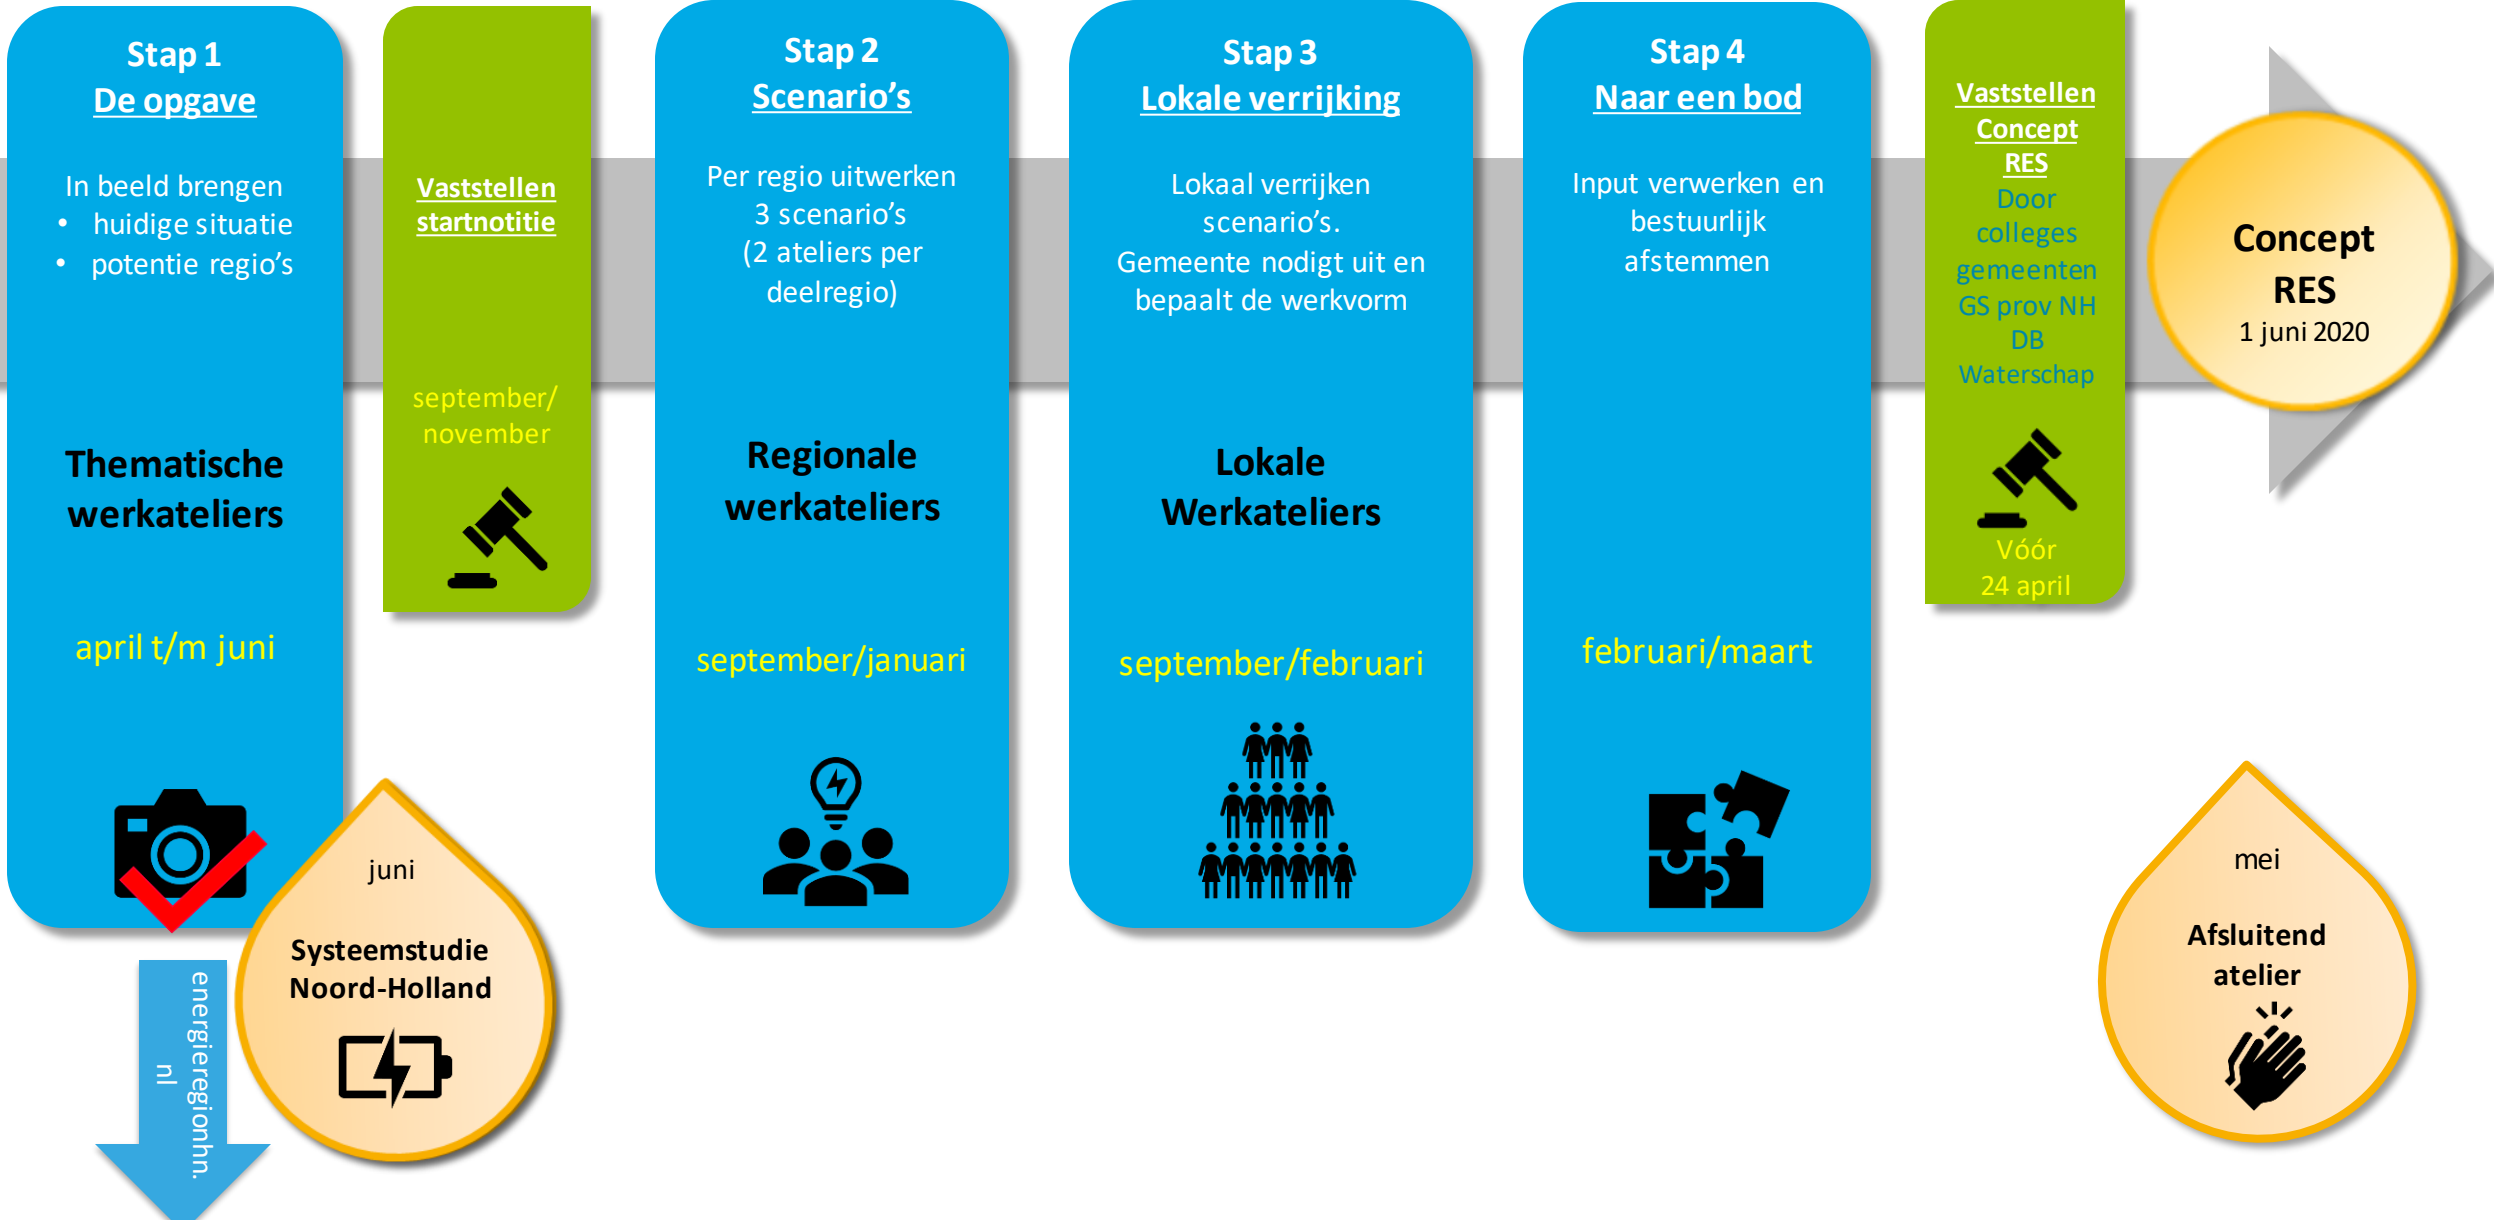 Stap 1
De opgave
In beeld brengen
• huidige situatie
• potentie regio’s
Thematische
werkateliers
april t/m juni
energieregionhn.
nl
juni
Systeemstudie
Noord-Holland
Vaststellen
startnotitie
september/
november
Stap 2
Scenario’s
Per regio uitwerken
3 scenario’s
(2 ateliers per
deelregio)
Regionale
werkateliers
september/januari
Stap 3
Lokale verrijking
Lokaal verrijken
scenario’s.
Gemeente nodigt uit en
bepaalt de werkvorm
Lokale
Werkateliers
september/februari
Stap 4
Naar een bod
Input verwerken en
bestuurlijk
afstemmen
februari/maart
Vaststellen
Concept
RES
Door
colleges
gemeenten
GS prov NH
DB
Waterschap
Vóór
24 april
Concept
RES
1 juni 2020
mei
Afsluitend
atelier